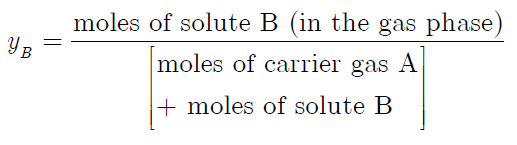 y_B = moles of solute B (in the gas phase)
[moles of carrier gas A
+ moles of solute B]